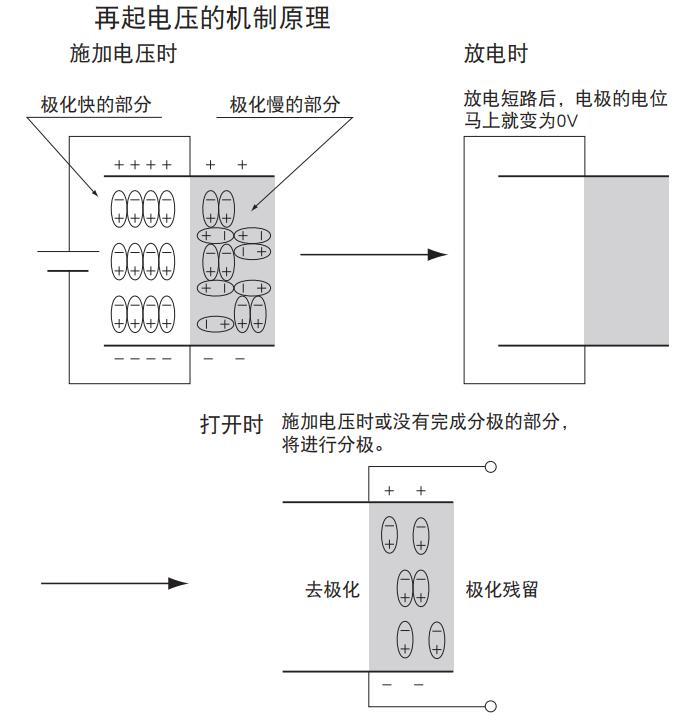 再起电压的机制原理
施加电压时
放电时
极化快的部分
极化慢的部分
放电短路后，电极的电位
马上就变为0V
+ + + +
+ +
− − − −
− −
打开时
施加电压时或没有完成分极的部分，
将进行分极。
+ +
去极化
极化残留
− −